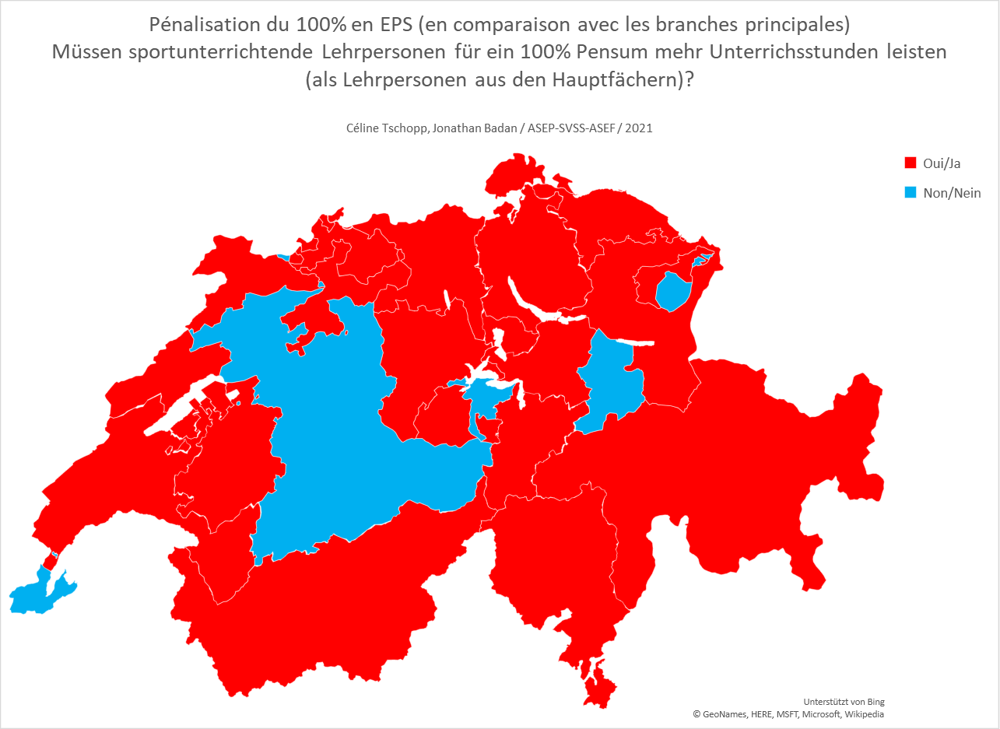 Pénalisation du 100% en EPS (en comparaison avec les branches principales)
Müssen sportunterrichtende Lehrpersonen für ein 100% Pensum mehr Unterrichsstunden leisten
(als Lehrpersonen aus den Hauptfächern)?
Céline Tschopp, Jonathan Badan / ASEP-SVSS-ASEF / 2021
Oui/Ja
Non/Nein
Unterstützt von Bing
© GeoNames, HERE, MSFT, Microsoft, Wikipedia